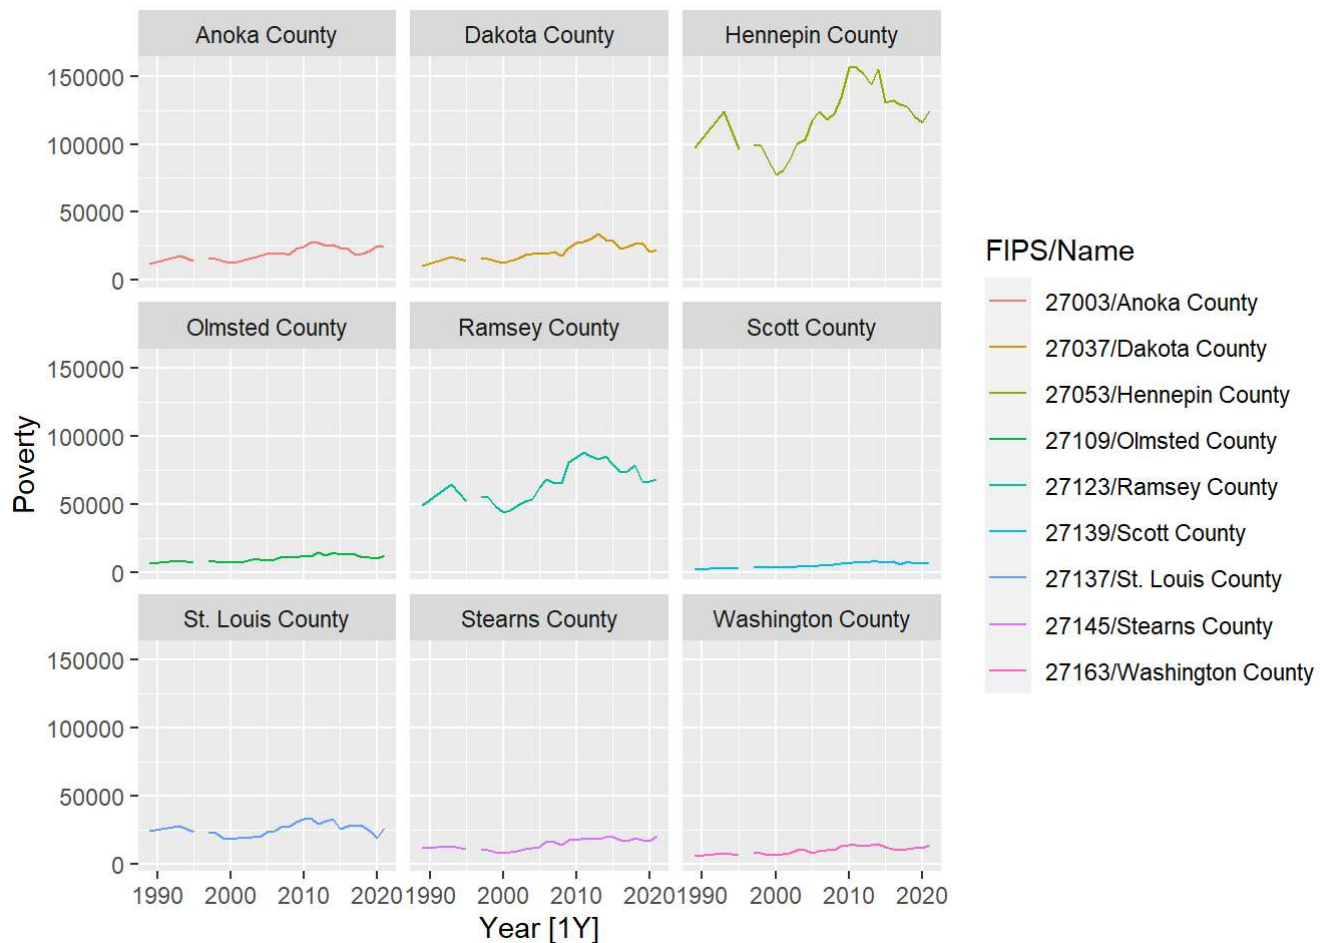 Anoka County
Dakota County
Hennepin County
150000
100000
50000
0
Olmsted County
Ramsey County
Scott County
150000
100000
50000
0
St. Louis County
Stearns County
Washington County
150000
100000
50000
0
1990 2000 2010 2020
1990 2000 2010 2020
1990 2000 2010 2020
Poverty
Year [1Y]
FIPS/Name
27003/Anoka County
27037/Dakota County
27053/Hennepin County
27109/Olmsted County
27123/Ramsey County
27139/Scott County
27137/St. Louis County
27145/Stearns County
27163/Washington County